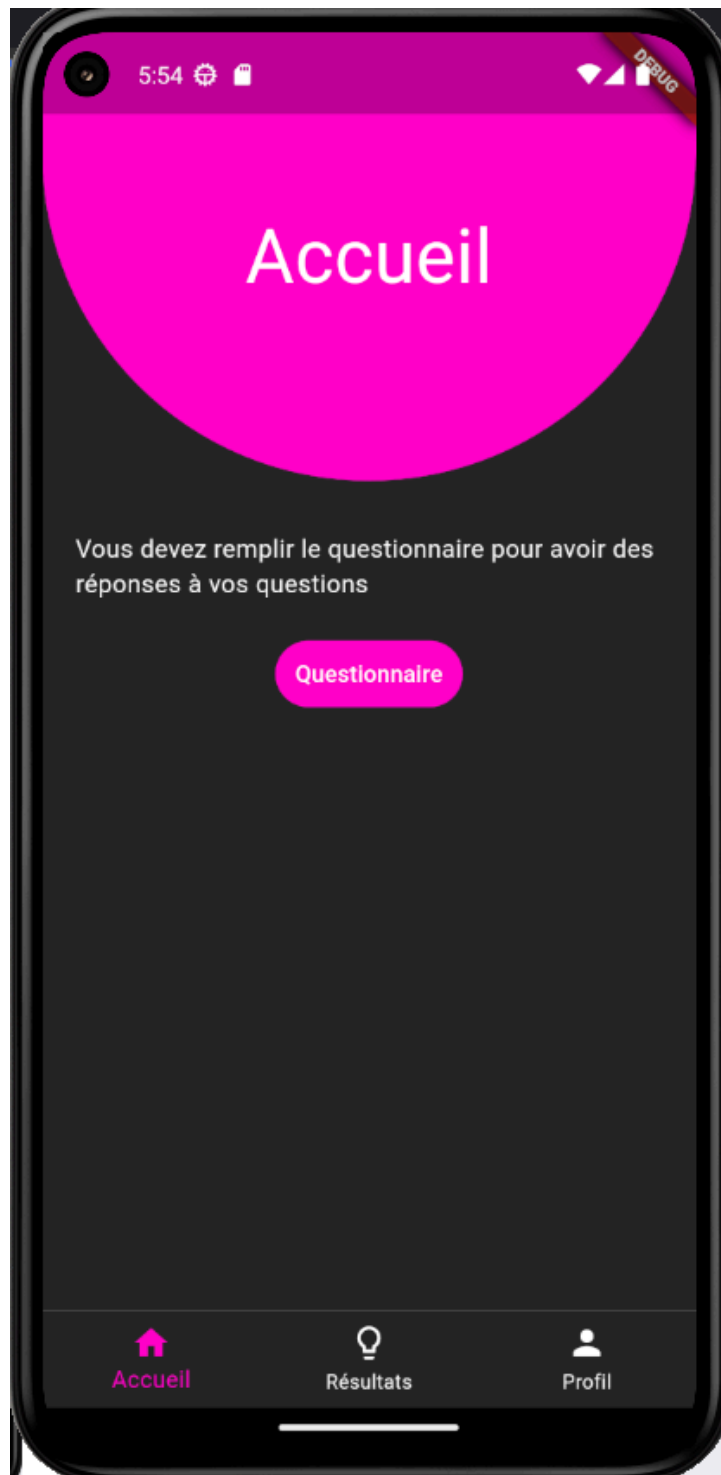 5:54
DEBUG
Accueil
Vous devez remplir le questionnaire pour avoir des
réponses à vos questions
Questionnaire
Accueil
Résultats
Profil